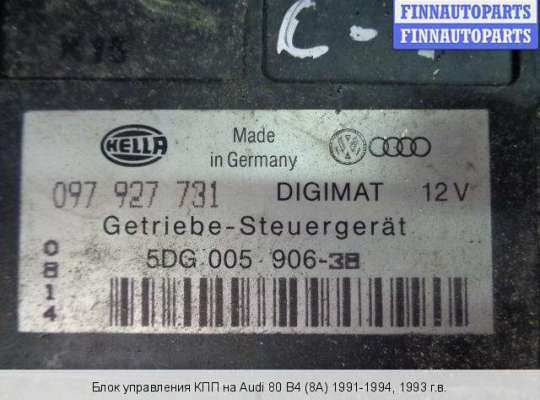 FINNAUTOPARTS
FINNAUTOPARTS
C-
HELLA
Made
in Germany
097 927 731 DIGIMAT 12 V
Getriebe-Steuergerät
5DG 005 906-38
0814
Блок управления КПП на Audi 80 B4 (8A) 1991-1994, 1993 г.в.